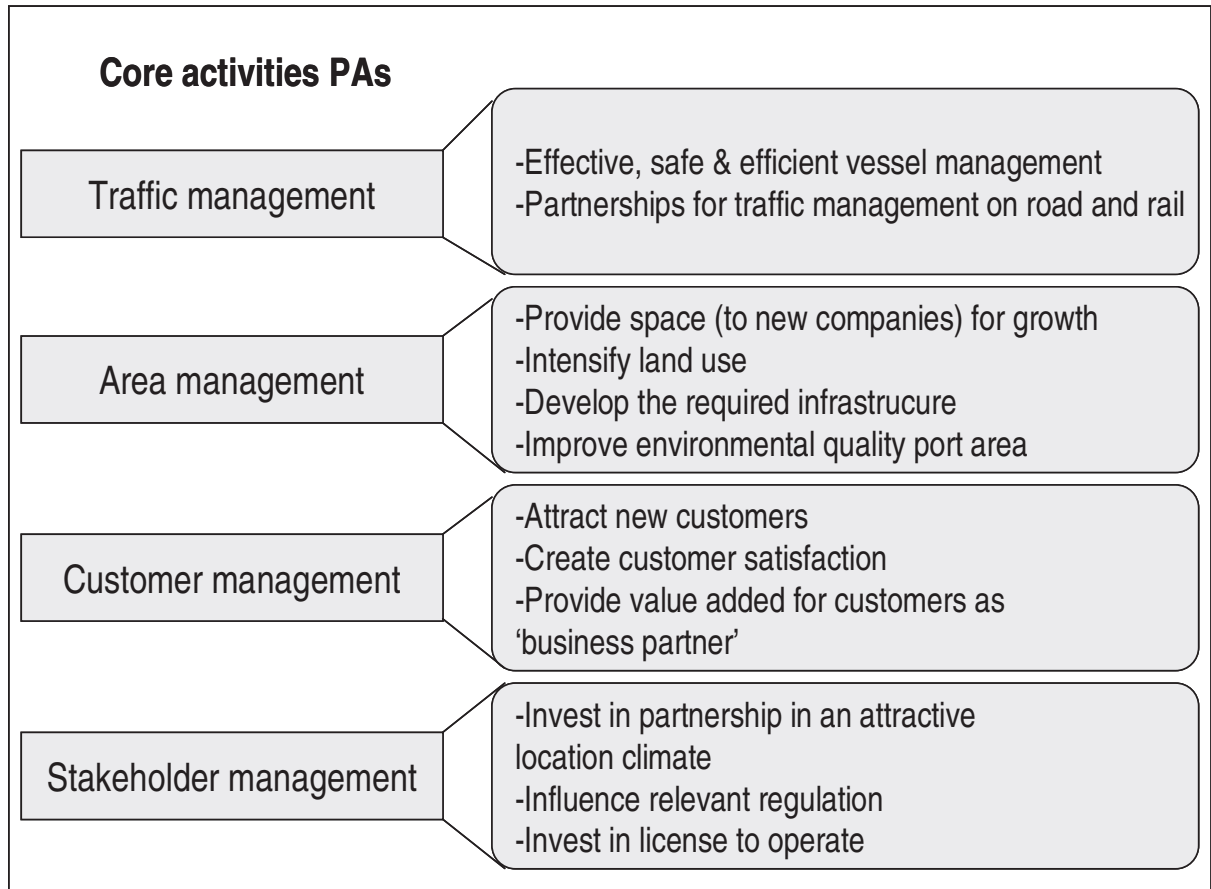 Core activities PAs
Traffic management
-Effective, safe & efficient vessel management
-Partnerships for traffic management on road and rail
Area management
-Provide space (to new companies) for growth
-Intensify land use
-Develop the required infrastrucure
-Improve environmental quality port area
Customer management
-Attract new customers
-Create customer satisfaction
-Provide value added for customers as
‘business partner’
Stakeholder management
-Invest in partnership in an attractive
location climate
-Influence relevant regulation
-Invest in license to operate